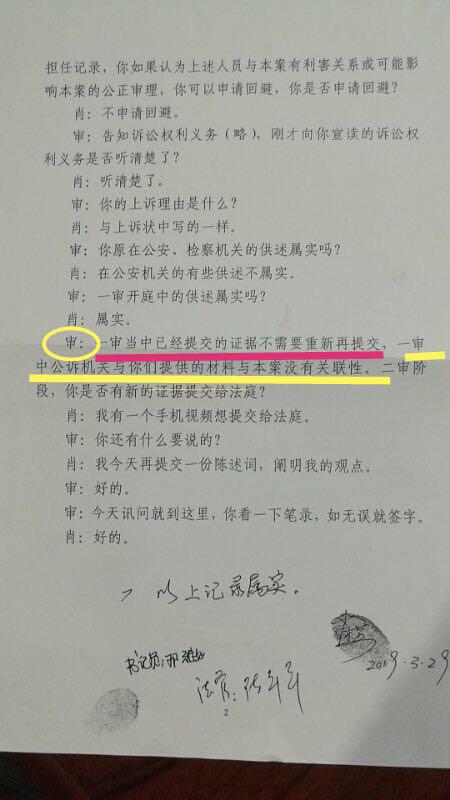 担任记录，你如果认为上述人员与本案有利害关系或可能影
响本案的公正审理，你可以申请回避，你是否申请回避？
肖：不申请回避。
审：告知诉讼权利义务（略），刚才向你宣读的诉讼权
利义务是否听清楚了？
肖：听清楚了。
审：你的上诉理由是什么？
肖：与上诉状中写的一样。
审：你原在公安、检察机关的供述属实吗？
肖：在公安机关的有些供述不属实。
审：一审开庭中的供述属实吗？
肖：属实。
审：一审当中已经提交的证据不需要重新再提交，一审
中公诉机关与你们提供的材料与本案没有关联性。二审阶
段，你是否有新的证据提交给法庭？
肖：我有一个手机视频想提交给法庭。
审：你还有什么要说的？
肖：我今天再提交一份陈述词，阐明我的观点。
审：好的。
审：今天讯问就到这里，你看一下笔录，如无误就签字。
肖：好的。
以上记录属实。
2019.3.29
书记员：
法官：
2